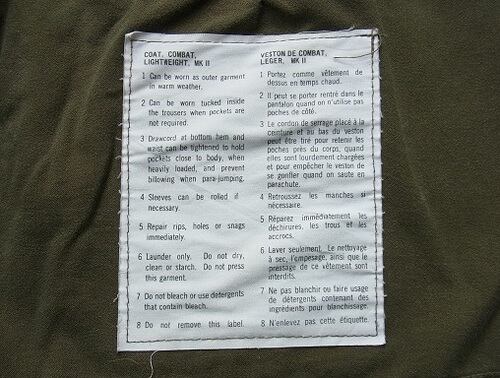 COAT, COMBAT,
LIGHTWEIGHT, MK II
1 Can be worn as outer garment
in warm weather.
2 Can be worn tucked inside
the trousers when pockets are
not required.
3 Drawcord at bottom hem and
waist can be tightened to hold
pockets close to body, when
heavily loaded, and prevent
billowing when para-jumping.
4 Sleeves can be rolled if
necessary.
5 Repair rips, holes or snags
immediately.
6 Launder only. Do not dry,
clean or starch. Do not press
this garment.
7 Do not bleach or use detergents
that contain bleach.
8 Do not remove this label.
VESTON DE COMBAT,
LEGER, MK II
1 Portez comme vêtement de
dessus en temps chaud.
2 Il peut se porter rentré dans le
pantalon quand on n'utilise pas
poches de côté.
3 Le cordon de serrage placé à la
ceinture et au bas du veston
peut être tiré pour retenir les
poches près du corps, quand
elles sont lourdement chargées
et pour empêcher le veston de
se gonfler quand on saute en
parachute.
4 Retroussez les manches si
nécessaire.
5 Réparez immédiatement les
déchirures, les trous et les
accrocs.
6 Laver seulement. Le nettoyage
à sec, l'empesage, ainsi que le
pressage de ce vêtement sont
interdits.
7 Ne pas blanchir ou faire usage
de détergents contenant des
ingrédients pour blanchissage.
8 N'enlevez pas cette étiquette.